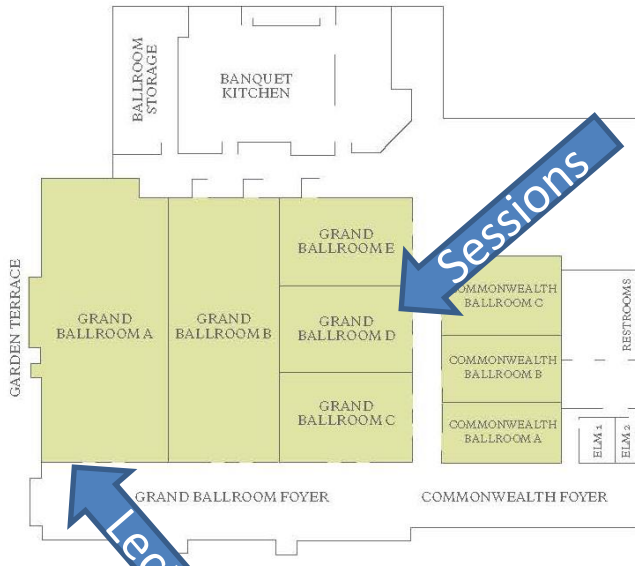 BALLROOM
STORAGE
BANQUET
KITCHEN
Sessions
GRAND
BALLROOM E
GARDEN TERRACE
GRAND
BALLROOM A
GRAND
BALLROOM B
GRAND
BALLROOM D
COMMONWEALTH
BALLROOM C
RESTROOMS
COMMONWEALTH
BALLROOM B
GRAND
BALLROOM C
COMMONWEALTH
BALLROOM A
ELM 1
ELM 2
GRAND BALLROOM FOYER
COMMONWEALTH FOYER